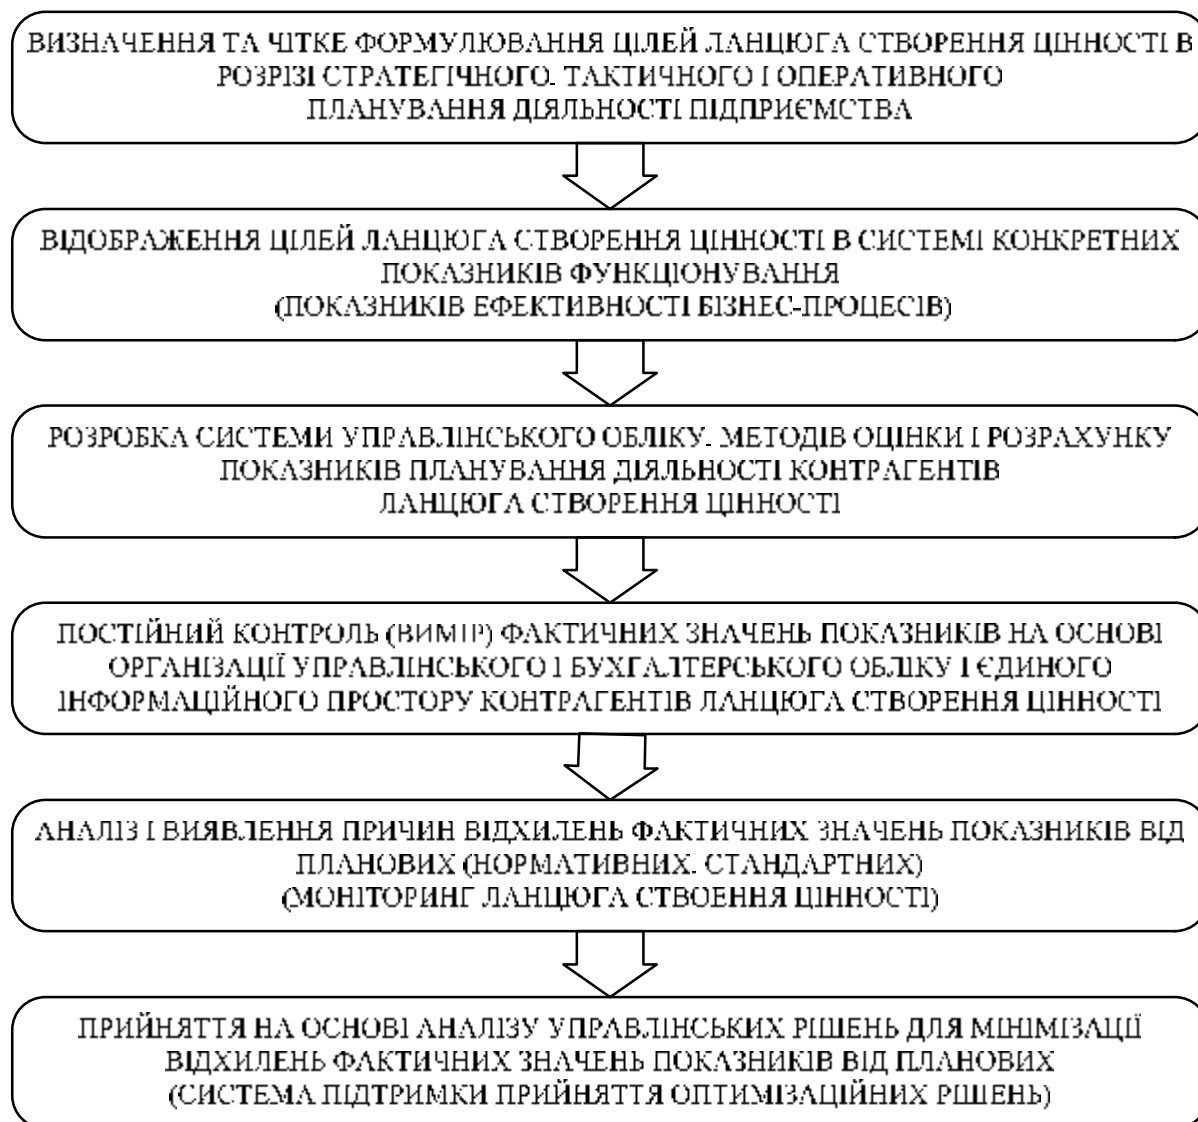 ВИЗНАЧЕННЯ ТА ЧІТКЕ ФОРМУЛЮВАННЯ ЦІЛЕЙ ЛАНЦЮГА СТВОРЕННЯ ЦІННОСТІ В
РОЗРІЗІ СТРАТЕГІЧНОГО, ТАКТИЧНОГО І ОПЕРАТИВНОГО
ПЛАНУВАННЯ ДІЯЛЬНОСТІ ПІДПРИЄМСТВА
ВІДОБРАЖЕННЯ ЦІЛЕЙ ЛАНЦЮГА СТВОРЕННЯ ЦІННОСТІ В СИСТЕМІ КОНКРЕТНИХ
ПОКАЗНИКІВ ФУНКЦІОНУВАННЯ
(ПОКАЗНИКІВ ЕФЕКТИВНОСТІ БІЗНЕС-ПРОЦЕСІВ)
РОЗРОБКА СИСТЕМИ УПРАВЛІНСЬКОГО ОБЛІКУ, МЕТОДІВ ОЦІНКИ І РОЗРАХУНКУ
ПОКАЗНИКІВ ПЛАНУВАННЯ ДІЯЛЬНОСТІ КОНТРАГЕНТІВ
ЛАНЦЮГА СТВОРЕННЯ ЦІННОСТІ
ПОСТІЙНИЙ КОНТРОЛЬ (ВИМІР) ФАКТИЧНИХ ЗНАЧЕНЬ ПОКАЗНИКІВ НА ОСНОВІ
ОРГАНІЗАЦІЇ УПРАВЛІНСЬКОГО І БУХГАЛТЕРСЬКОГО ОБЛІКУ І ЄДИНОГО
ІНФОРМАЦІЙНОГО ПРОСТОРУ КОНТРАГЕНТІВ ЛАНЦЮГА СТВОРЕННЯ ЦІННОСТІ
АНАЛІЗ І ВИЯВЛЕННЯ ПРИЧИН ВІДХИЛЕНЬ ФАКТИЧНИХ ЗНАЧЕНЬ ПОКАЗНИКІВ ВІД
ПЛАНОВИХ (НОРМАТИВНИХ, СТАНДАРТНИХ)
(МОНІТОРИНГ ЛАНЦЮГА СТВОЕННЯ ЦІННОСТІ)
ПРИЙНЯТТЯ НА ОСНОВІ АНАЛІЗУ УПРАВЛІНСЬКИХ РІШЕНЬ ДЛЯ МІНІМІЗАЦІЇ
ВІДХИЛЕНЬ ФАКТИЧНИХ ЗНАЧЕНЬ ПОКАЗНИКІВ ВІД ПЛАНОВИХ
(СИСТЕМА ПІДТРИМКИ ПРИЙНЯТТЯ ОПТИМІЗАЦІЙНИХ РІШЕНЬ)